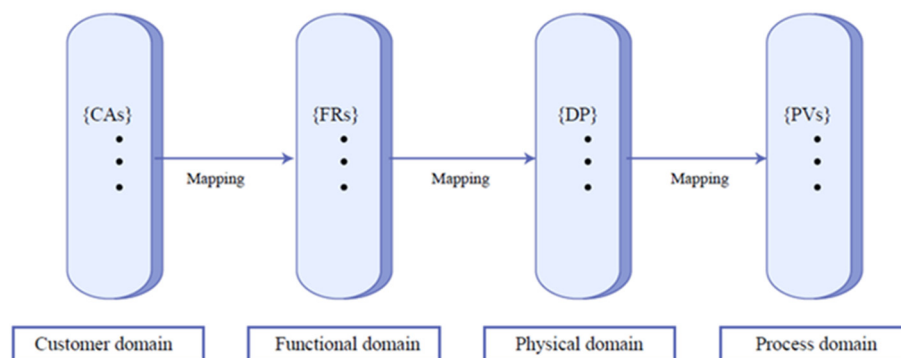 {CAs}
{FRs}
{DP}
{PVs}
Mapping
Mapping
Mapping
Customer domain
Functional domain
Physical domain
Process domain